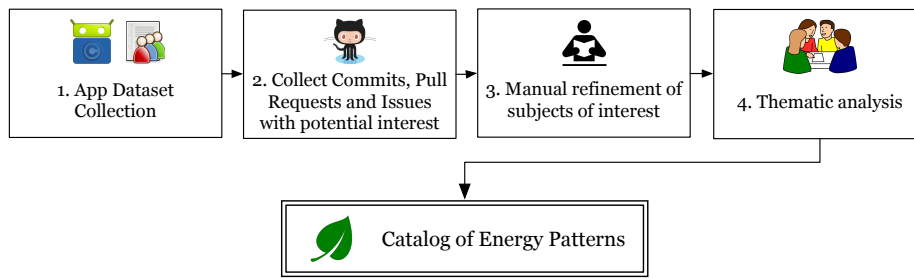 1. App Dataset
Collection
2. Collect Commits, Pull
Requests and Issues
with potential interest
3. Manual refinement of
subjects of interest
4. Thematic analysis
Catalog of Energy Patterns